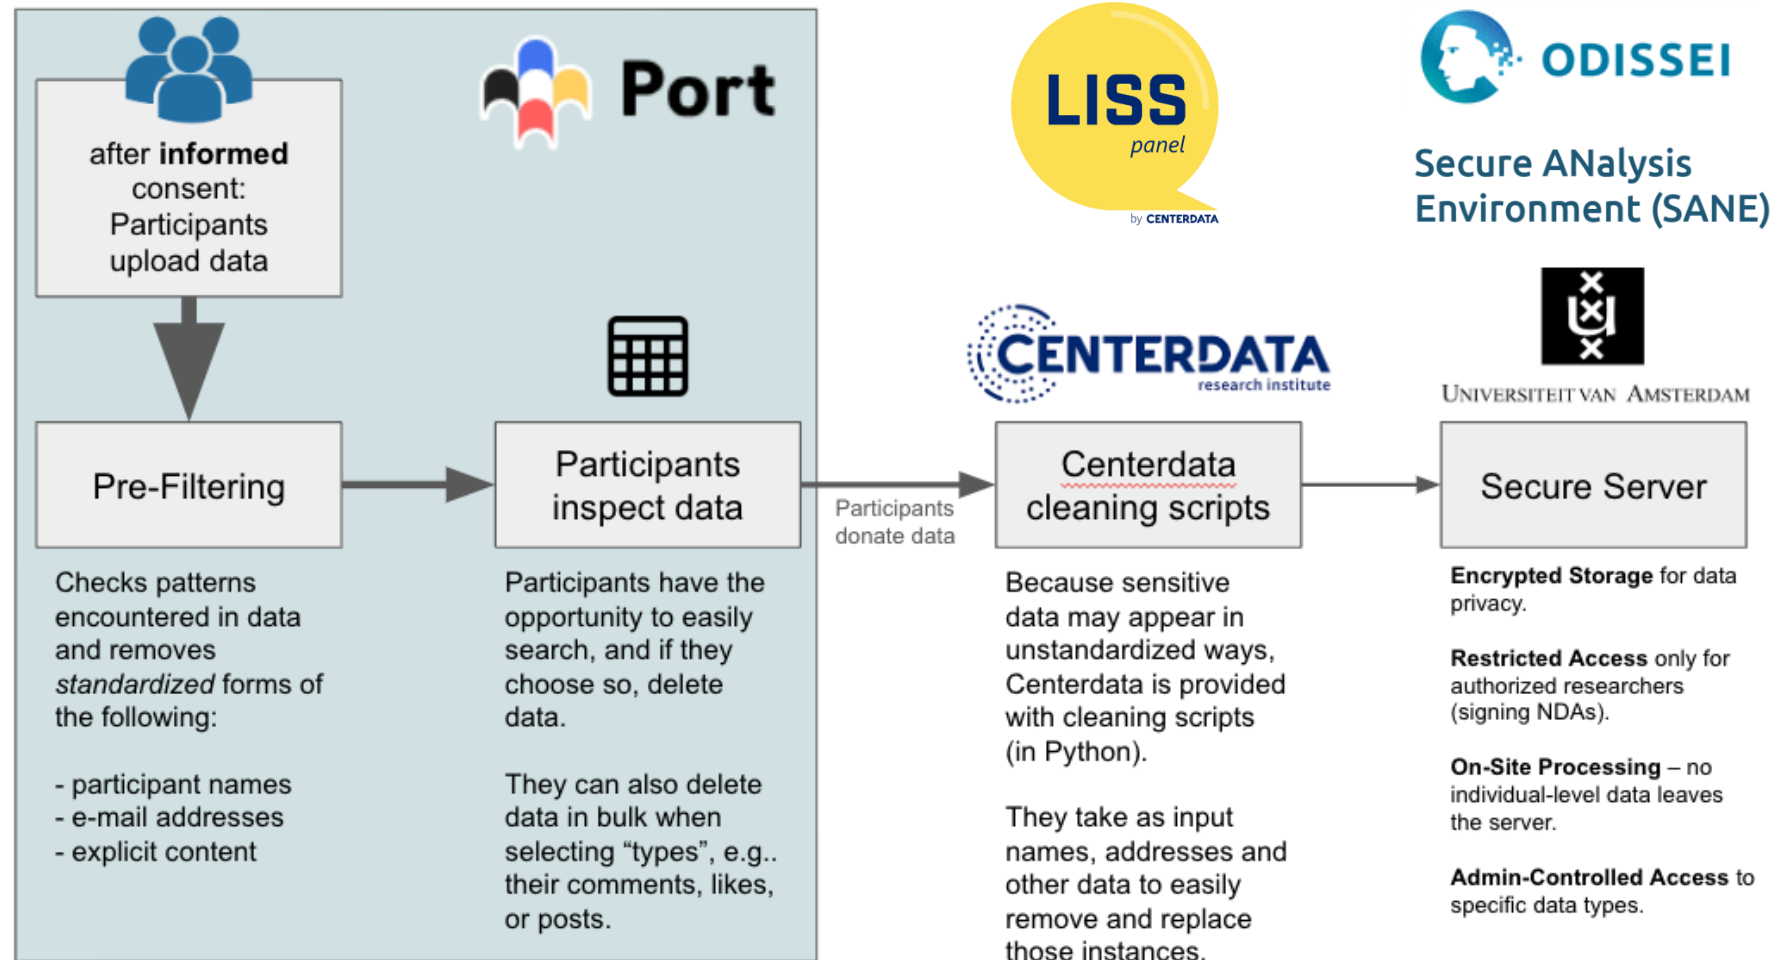 after informed
consent:
Participants
upload data
Port
LISS
panel
by CENTERDATA
ODISSEI
Secure ANalysis
Environment (SANE)
CENTERDATA
research institute
UNIVERSITEIT VAN AMSTERDAM
Pre-Filtering
Participants
inspect data
Participants
donate data
Centerdata
cleaning scripts
Secure Server
Checks patterns
encountered in data
and removes
standardized forms of
the following:
- participant names
- e-mail addresses
- explicit content
Participants have the
opportunity to easily
search, and if they
choose so, delete
data.
They can also delete
data in bulk when
selecting “types”, e.g..
their comments, likes,
or posts.
Because sensitive
data may appear in
unstandardized ways,
Centerdata is provided
with cleaning scripts
(in Python).
They take as input
names, addresses and
other data to easily
remove and replace
those instances.
Encrypted Storage for data
privacy.
Restricted Access only for
authorized researchers
(signing NDAs).
On-Site Processing – no
individual-level data leaves
the server.
Admin-Controlled Access to
specific data types.